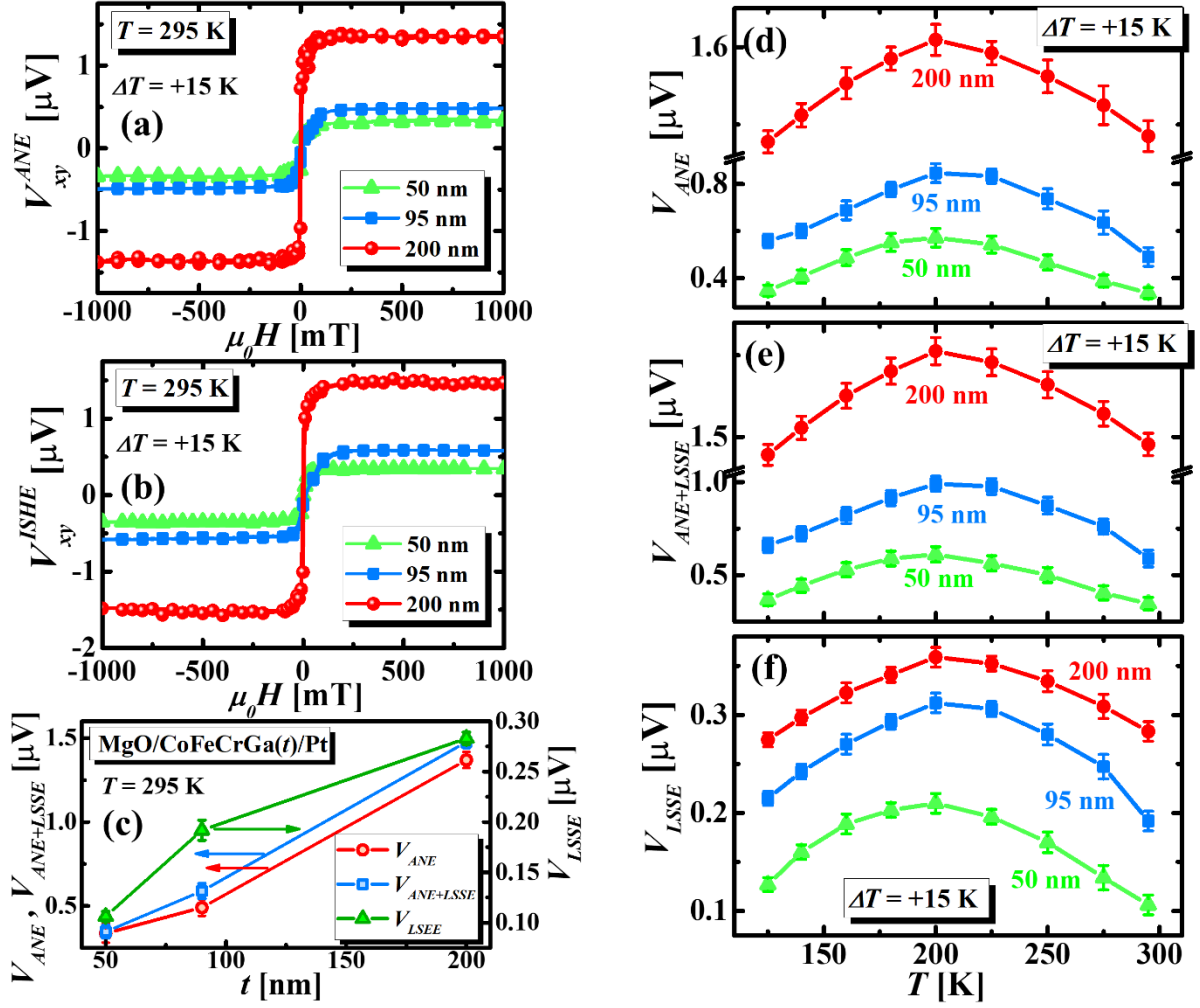 (a)
T = 295 K
ΔT = +15 K
V_xy^ANE [μV]
1
0
-1
50 nm
95 nm
200 nm
-1000 -500 0 500 1000
μ₀H [mT]
(b)
T = 295 K
ΔT = +15 K
V_xy^ISHE [μV]
1
0
-1
-2
50 nm
95 nm
200 nm
-1000 -500 0 500 1000
μ₀H [mT]
(c)
MgO/CoFeCrGa(t)/Pt
T = 295 K
V_ANE , V_ANE+LSSE [μV]
1.5
1.0
0.5
V_LSSE [μV]
0.30
0.25
0.20
0.15
0.10
V_ANE
V_ANE+LSSE
V_LSEE
50 100 150 200
t [nm]
(d)
ΔT = +15 K
V_ANE [μV]
1.6
0.8
0.4
200 nm
95 nm
50 nm
(e)
ΔT = +15 K
V_ANE+LSSE [μV]
1.5
1.0
0.5
200 nm
95 nm
50 nm
(f)
V_LSSE [μV]
0.3
0.2
0.1
200 nm
95 nm
50 nm
ΔT = +15 K
150 200 250 300
T [K]